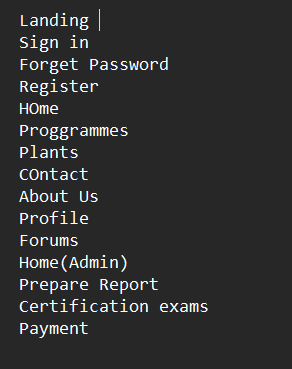 Landing
Sign in
Forget Password
Register
HOme
Proggrammes
Plants
COntact
About Us
Profile
Forums
Home(Admin)
Prepare Report
Certification exams
Payment